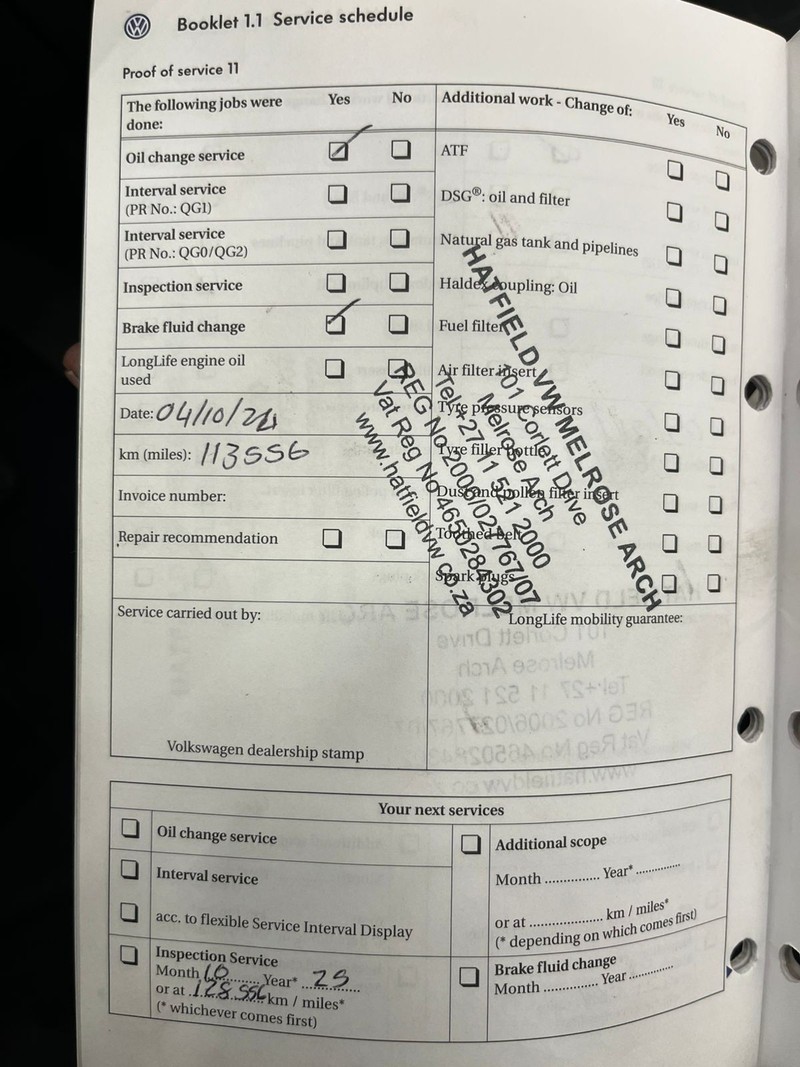 Booklet 1.1 Service schedule
Proof of service 11
The following jobs were done:
Yes No
Oil change service
Interval service
(PR No.: QG1)
Interval service
(PR No.: QG0/QG2)
Inspection service
Brake fluid change
LongLife engine oil
used
Date: 04/10/24
km (miles): 113556
Invoice number:
Repair recommendation
Additional work - Change of:
Yes No
ATF
DSG®: oil and filter
Natural gas tank and pipelines
Haldex coupling: Oil
Fuel filter
Air filter insert
Tyre pressure sensors
Tyre filler bottle
Dust and pollen filter insert
Toothed belt
Spark plugs
HATFIELD VW MELROSE ARCH
101 Corlett Drive
Melrose Arch
Tel:+27 11 521 2000
REG No 2006/027767/07
Vat Reg No 4650284302
www.hatfieldvw.co.za
Service carried out by:
Volkswagen dealership stamp
LongLife mobility guarantee:
Your next services
Oil change service
Interval service
acc. to flexible Service Interval Display
Inspection Service
Month 10 Year* 25
or at 128 556 km / miles*
(* whichever comes first)
Additional scope
Month .............. Year* .............
or at ................... km / miles*
(* depending on which comes first)
Brake fluid change
Month .............. Year .............